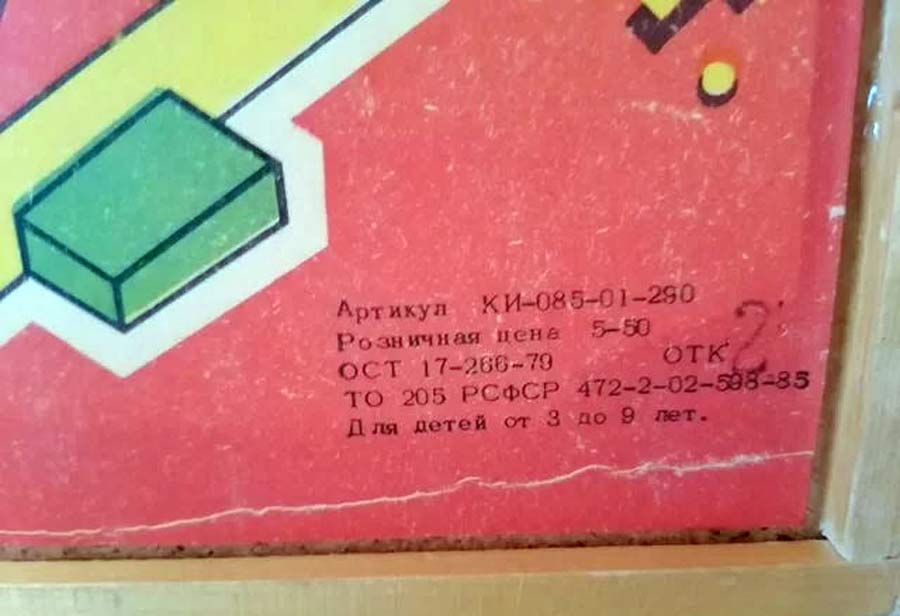 Артикул КИ-085-01-290
Розничная цена 5-50
ОСТ 17-266-79 ОТК 2
ТО 205 РСФСР 472-2-02-598-85
Для детей от 3 до 9 лет.